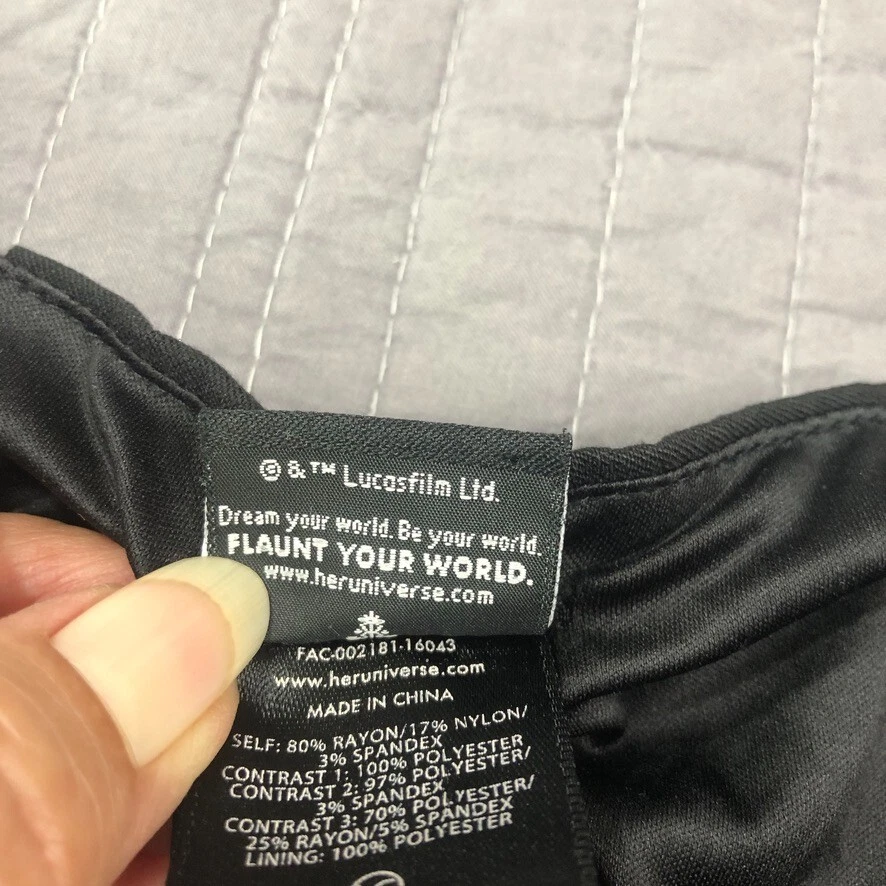 ©&™ Lucasfilm Ltd.
Dream your world. Be your world.
FLAUNT YOUR WORLD.
www.heruniverse.com
FAC-002181-16043
www.heruniverse.com
MADE IN CHINA
SELF: 80% RAYON/17% NYLON/
3% SPANDEX
CONTRAST 1: 100% POLYESTER
CONTRAST 2: 97% POLYESTER/
3% SPANDEX
CONTRAST 3: 70% POLYESTER/
25% RAYON/5% SPANDEX
LINING: 100% POLYESTER